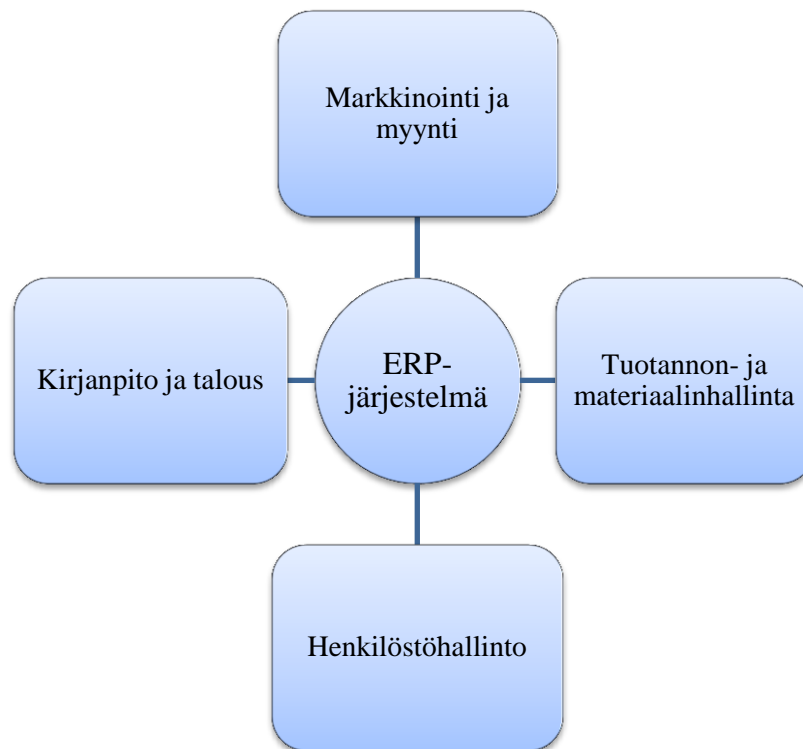 Markkinointi ja
myynti
Kirjanpito ja talous
ERP-
järjestelmä
Tuotannon- ja
materiaalinhallinta
Henkilöstöhallinto